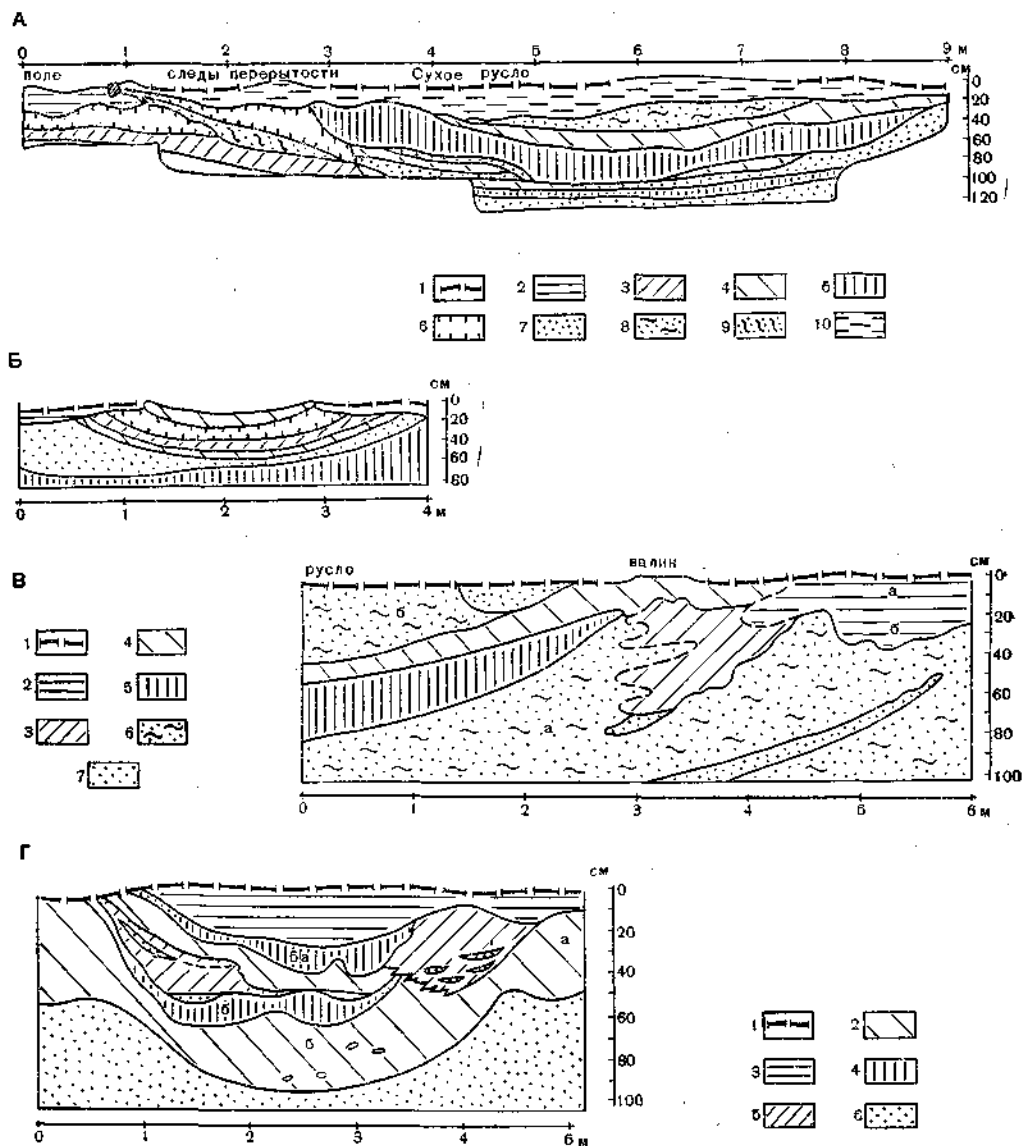 А
0 1 2 3 4 5 6 7 8 9 м
поле следы перерытости Сухое русло см
0
20
40
60
80
100
120
1 2 3 4 5
6 7 8 9 10
Б
см
0
20
40
60
80
0 1 2 3 4 м
В
русло валик см
б а
б
а
0
20
40
60
80
100
1 4
2 5
3 6
7
0 1 2 3 4 5 6 м
Г
см
0
20
40
60
80
100
а
ба
б
б
1 2
3 4
5 6
0 1 2 3 4 5 6 м